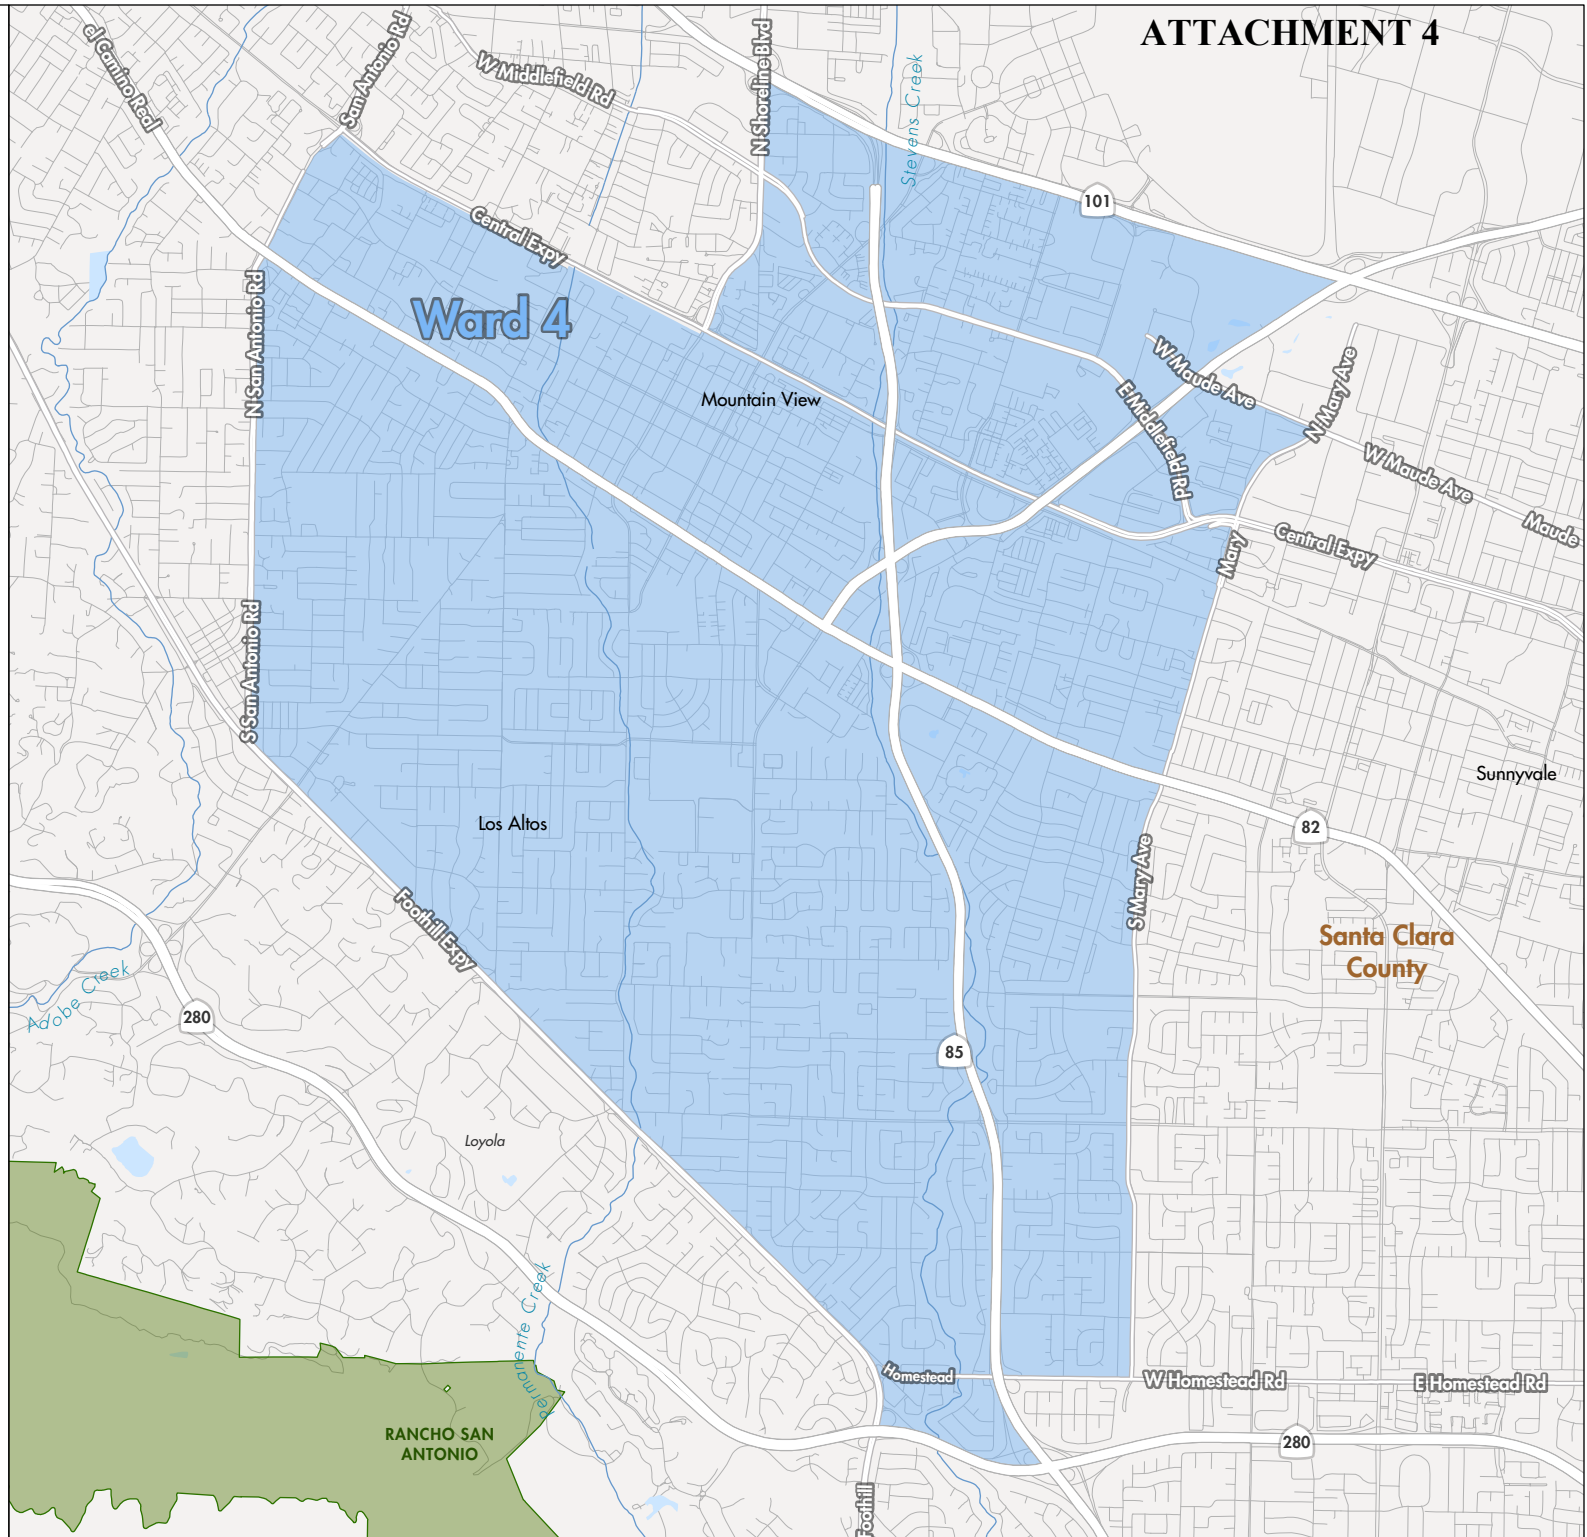 ATTACHMENT 4
el Camino Real
San Antonio Rd
W Middlefield Rd
N Shoreline Blvd
Stevens Creek
101
Central Expy
N San Antonio Rd
Ward 4
Mountain View
W Maude Ave
N Mary Ave
E Middlefield Rd
W Maude Ave
Maude
Central Expy
Mary
S San Antonio Rd
Sunnyvale
Los Altos
82
S Mary Ave
Foothill Expy
Santa Clara
County
Adobe Creek
280
85
Loyola
Permanente Creek
Homestead
W Homestead Rd
E Homestead Rd
RANCHO SAN
ANTONIO
280
Foothill